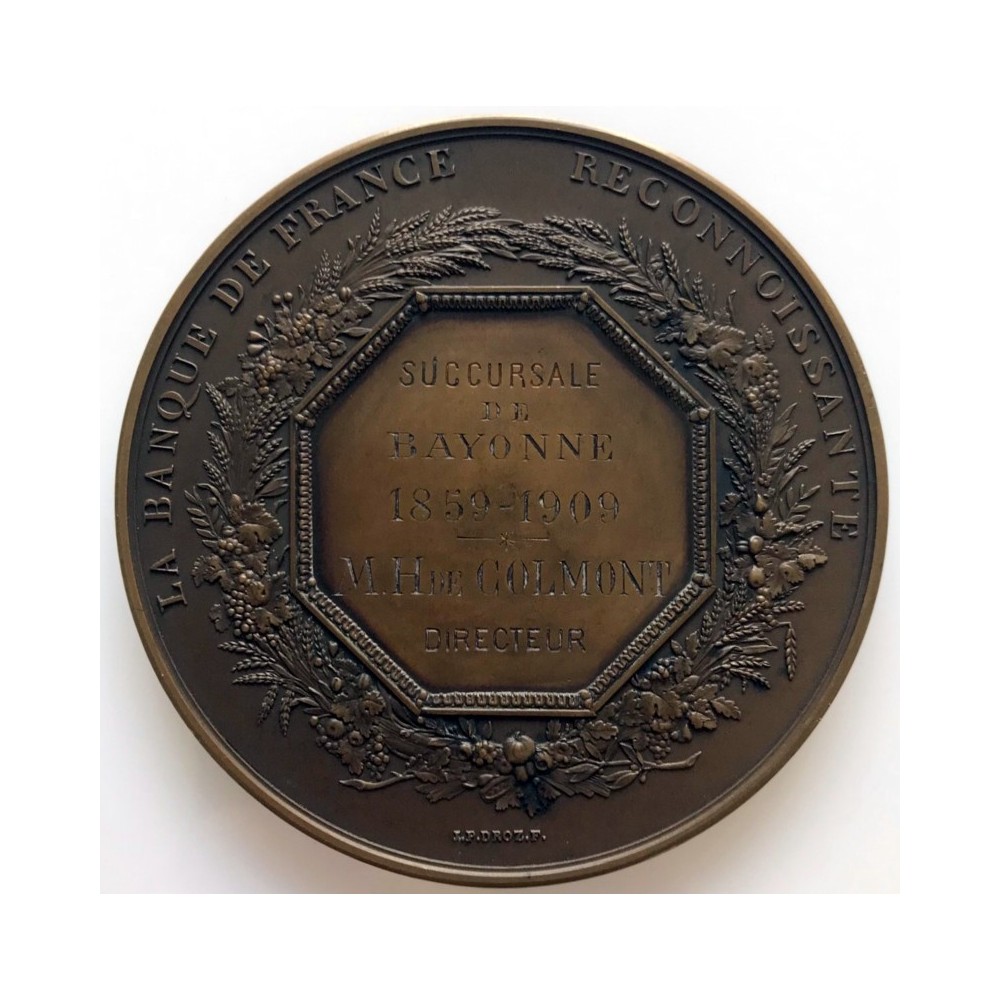 LA BANQUE DE FRANCE RECONNOISSANTE
SUCCURSALE
DE
BAYONNE
1859-1909
M. H DE COLMONT
DIRECTEUR
J.P.DROZ.F.